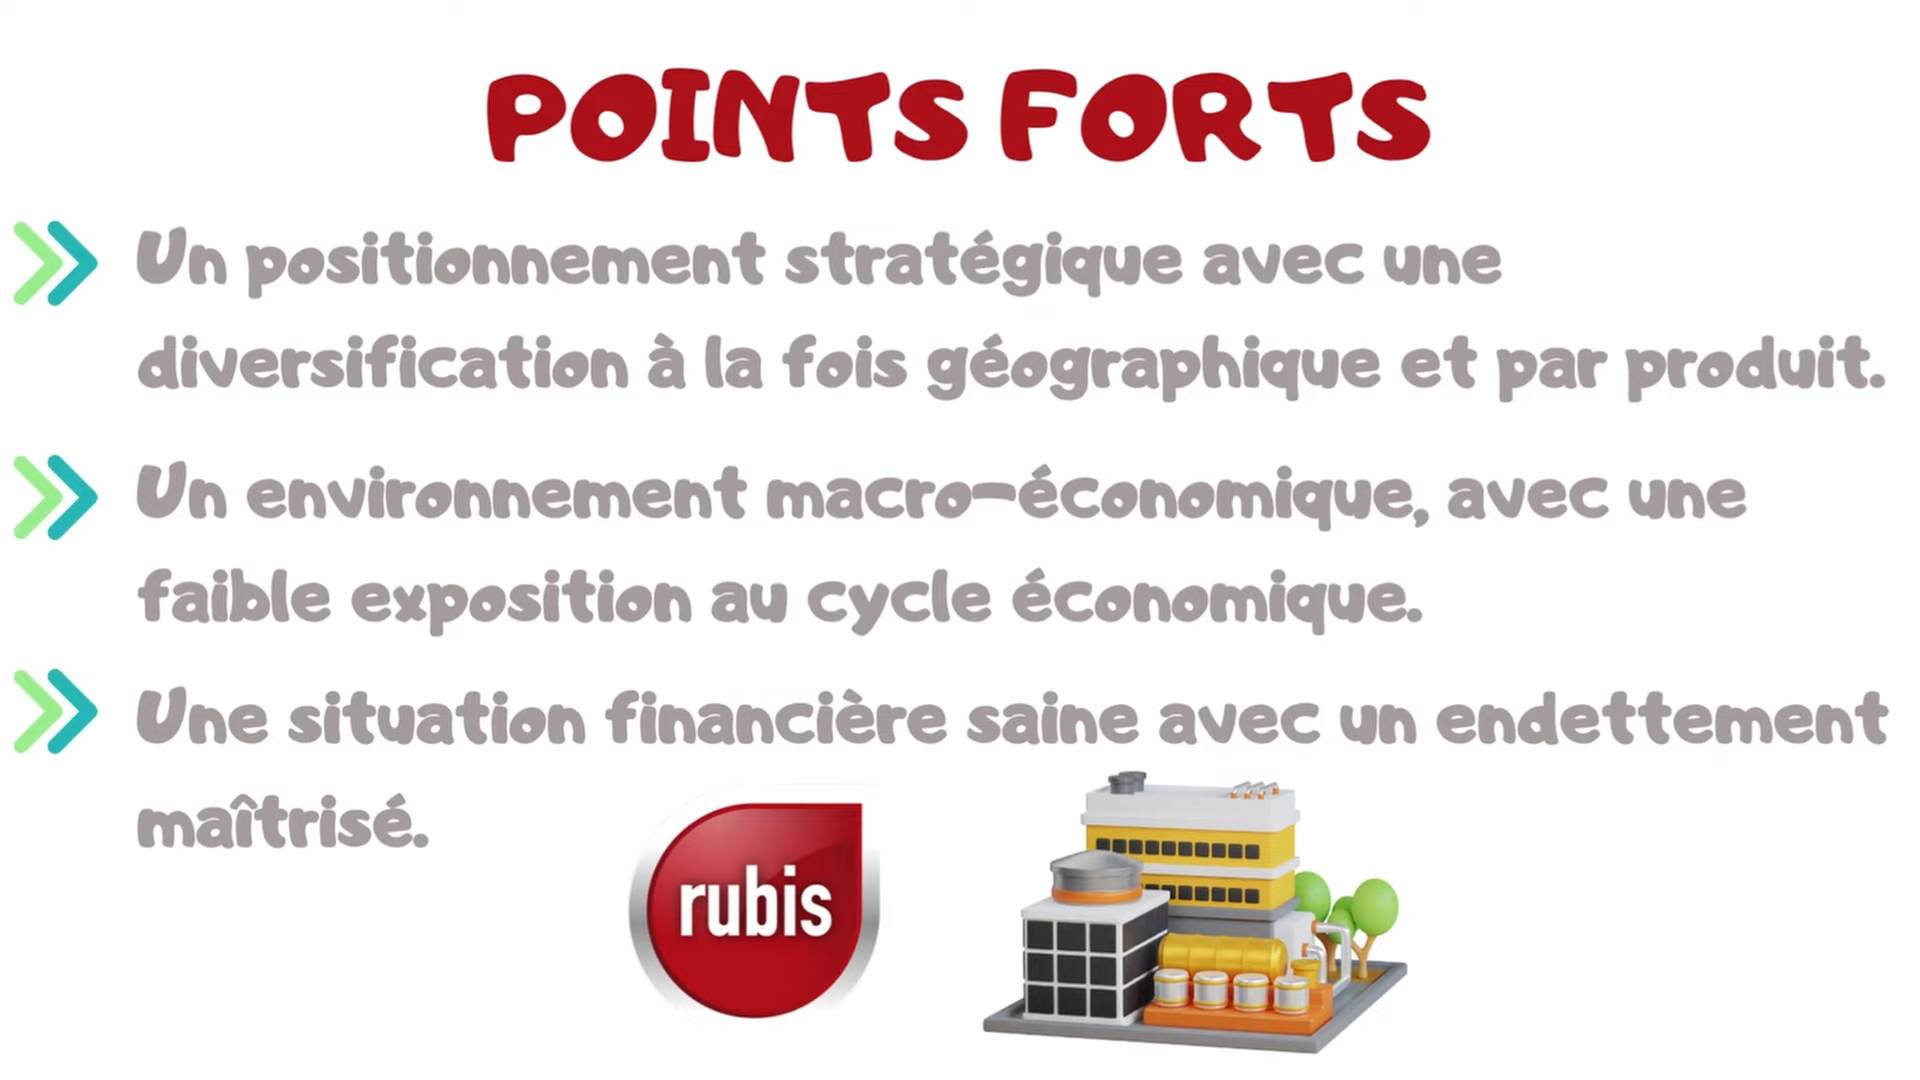 POINTS FORTS
Un positionnement stratégique avec une
diversification à la fois géographique et par produit.
Un environnement macro-économique, avec une
faible exposition au cycle économique.
Une situation financière saine avec un endettement
maîtrisé.
rubis